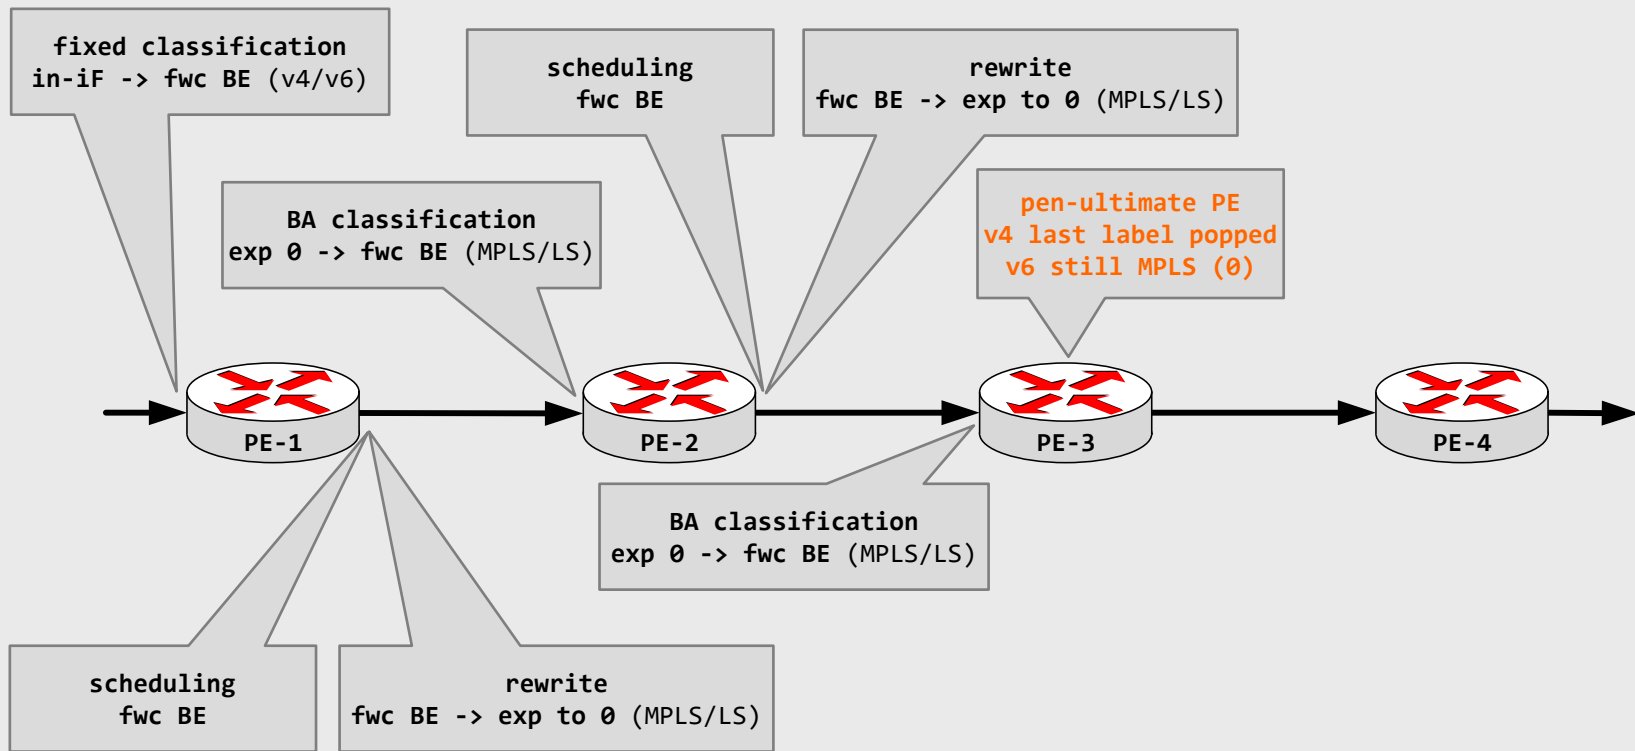 fixed classification
in-iF -> fwc BE (v4/v6)
scheduling
fwc BE
rewrite
fwc BE -> exp to 0 (MPLS/LS)
BA classification
exp 0 -> fwc BE (MPLS/LS)
pen-ultimate PE
v4 last label popped
v6 still MPLS (0)
PE-1
PE-2
PE-3
PE-4
BA classification
exp 0 -> fwc BE (MPLS/LS)
scheduling
fwc BE
rewrite
fwc BE -> exp to 0 (MPLS/LS)